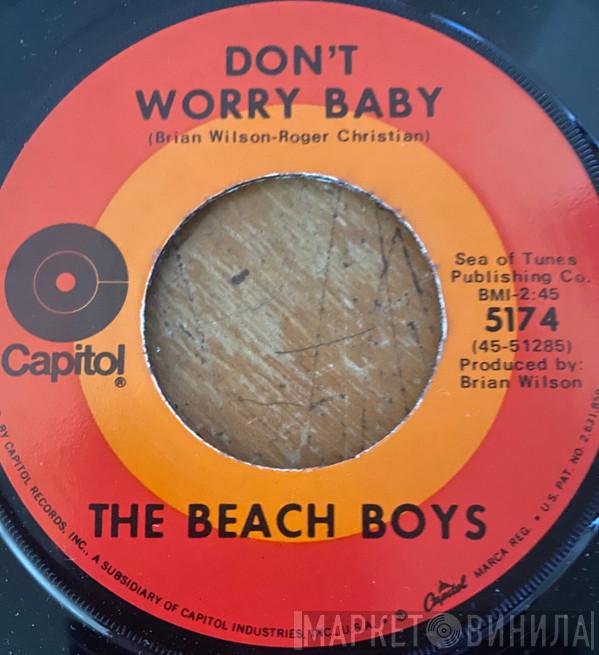 DON'T
WORRY BABY
(Brian Wilson-Roger Christian)
Capitol®
Sea of Tunes
Publishing Co.
BMI-2:45
5174
(45-51285)
Produced by:
Brian Wilson
THE BEACH BOYS
BY CAPITOL RECORDS, INC., A SUBSIDIARY OF CAPITOL INDUSTRIES, INC., U.S.A. • ©
Capitol MARCA REG. • U.S. PAT. NO. 2,631,859
МАРКЕТ ВИНИЛА